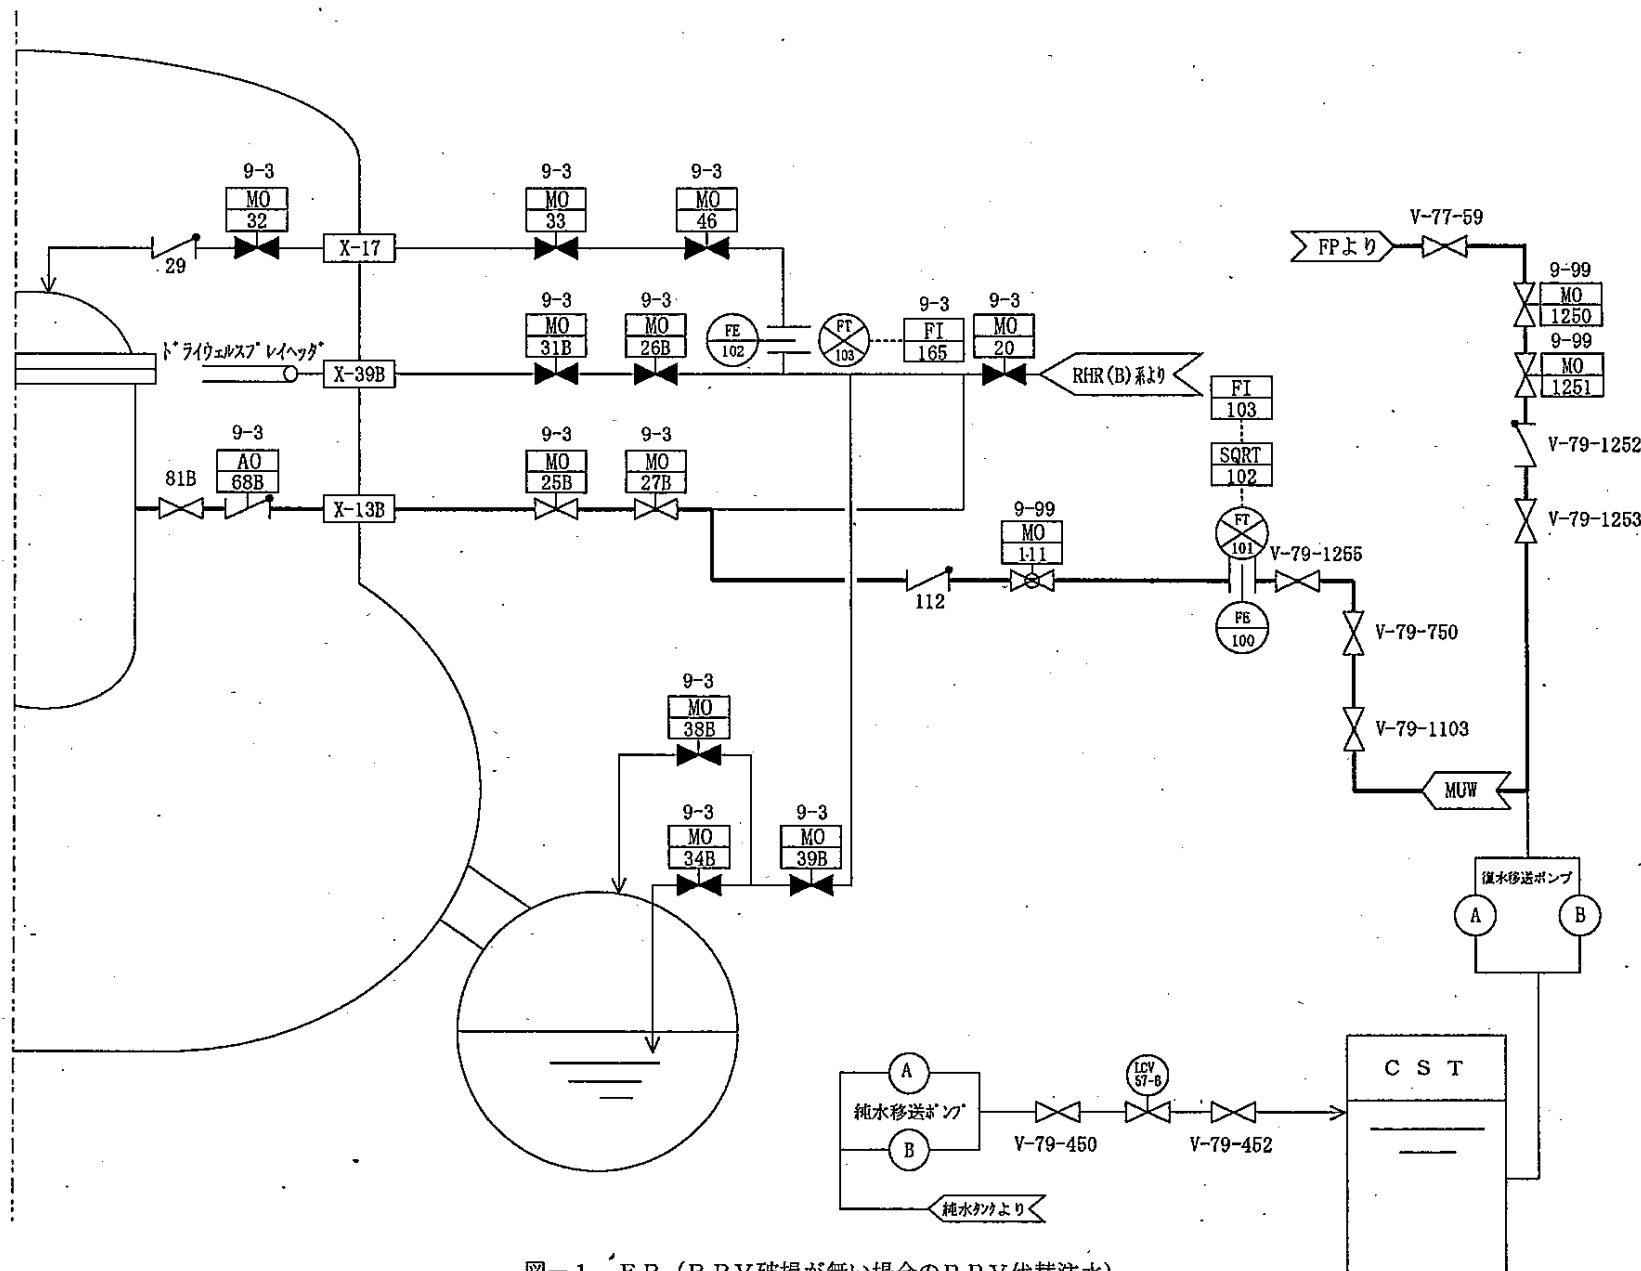 9-3
MO
32
9-3
MO
33
9-3
MO
46
29
X-17
V-77-59
FPより
9-99
MO
1250
9-99
MO
1251
V-79-1252
V-79-1253
ドライウェルスプレイヘッダ
X-39B
9-3
MO
31B
9-3
MO
26B
FE
102
FT
103
9-3
FI
165
9-3
MO
20
RHR(B)系より
FI
103
SQRT
102
FT
101
FE
100
81B
9-3
AO
68B
X-13B
9-3
MO
25B
9-3
MO
27B
112
9-99
MO
111
V-79-1255
V-79-750
V-79-1103
MUW
9-3
MO
38B
9-3
MO
34B
9-3
MO
39B
復水移送ポンプ
A
B
CST
A
純水移送ポンプ
B
V-79-450
LCV
57-8
V-79-452
純水タンクより